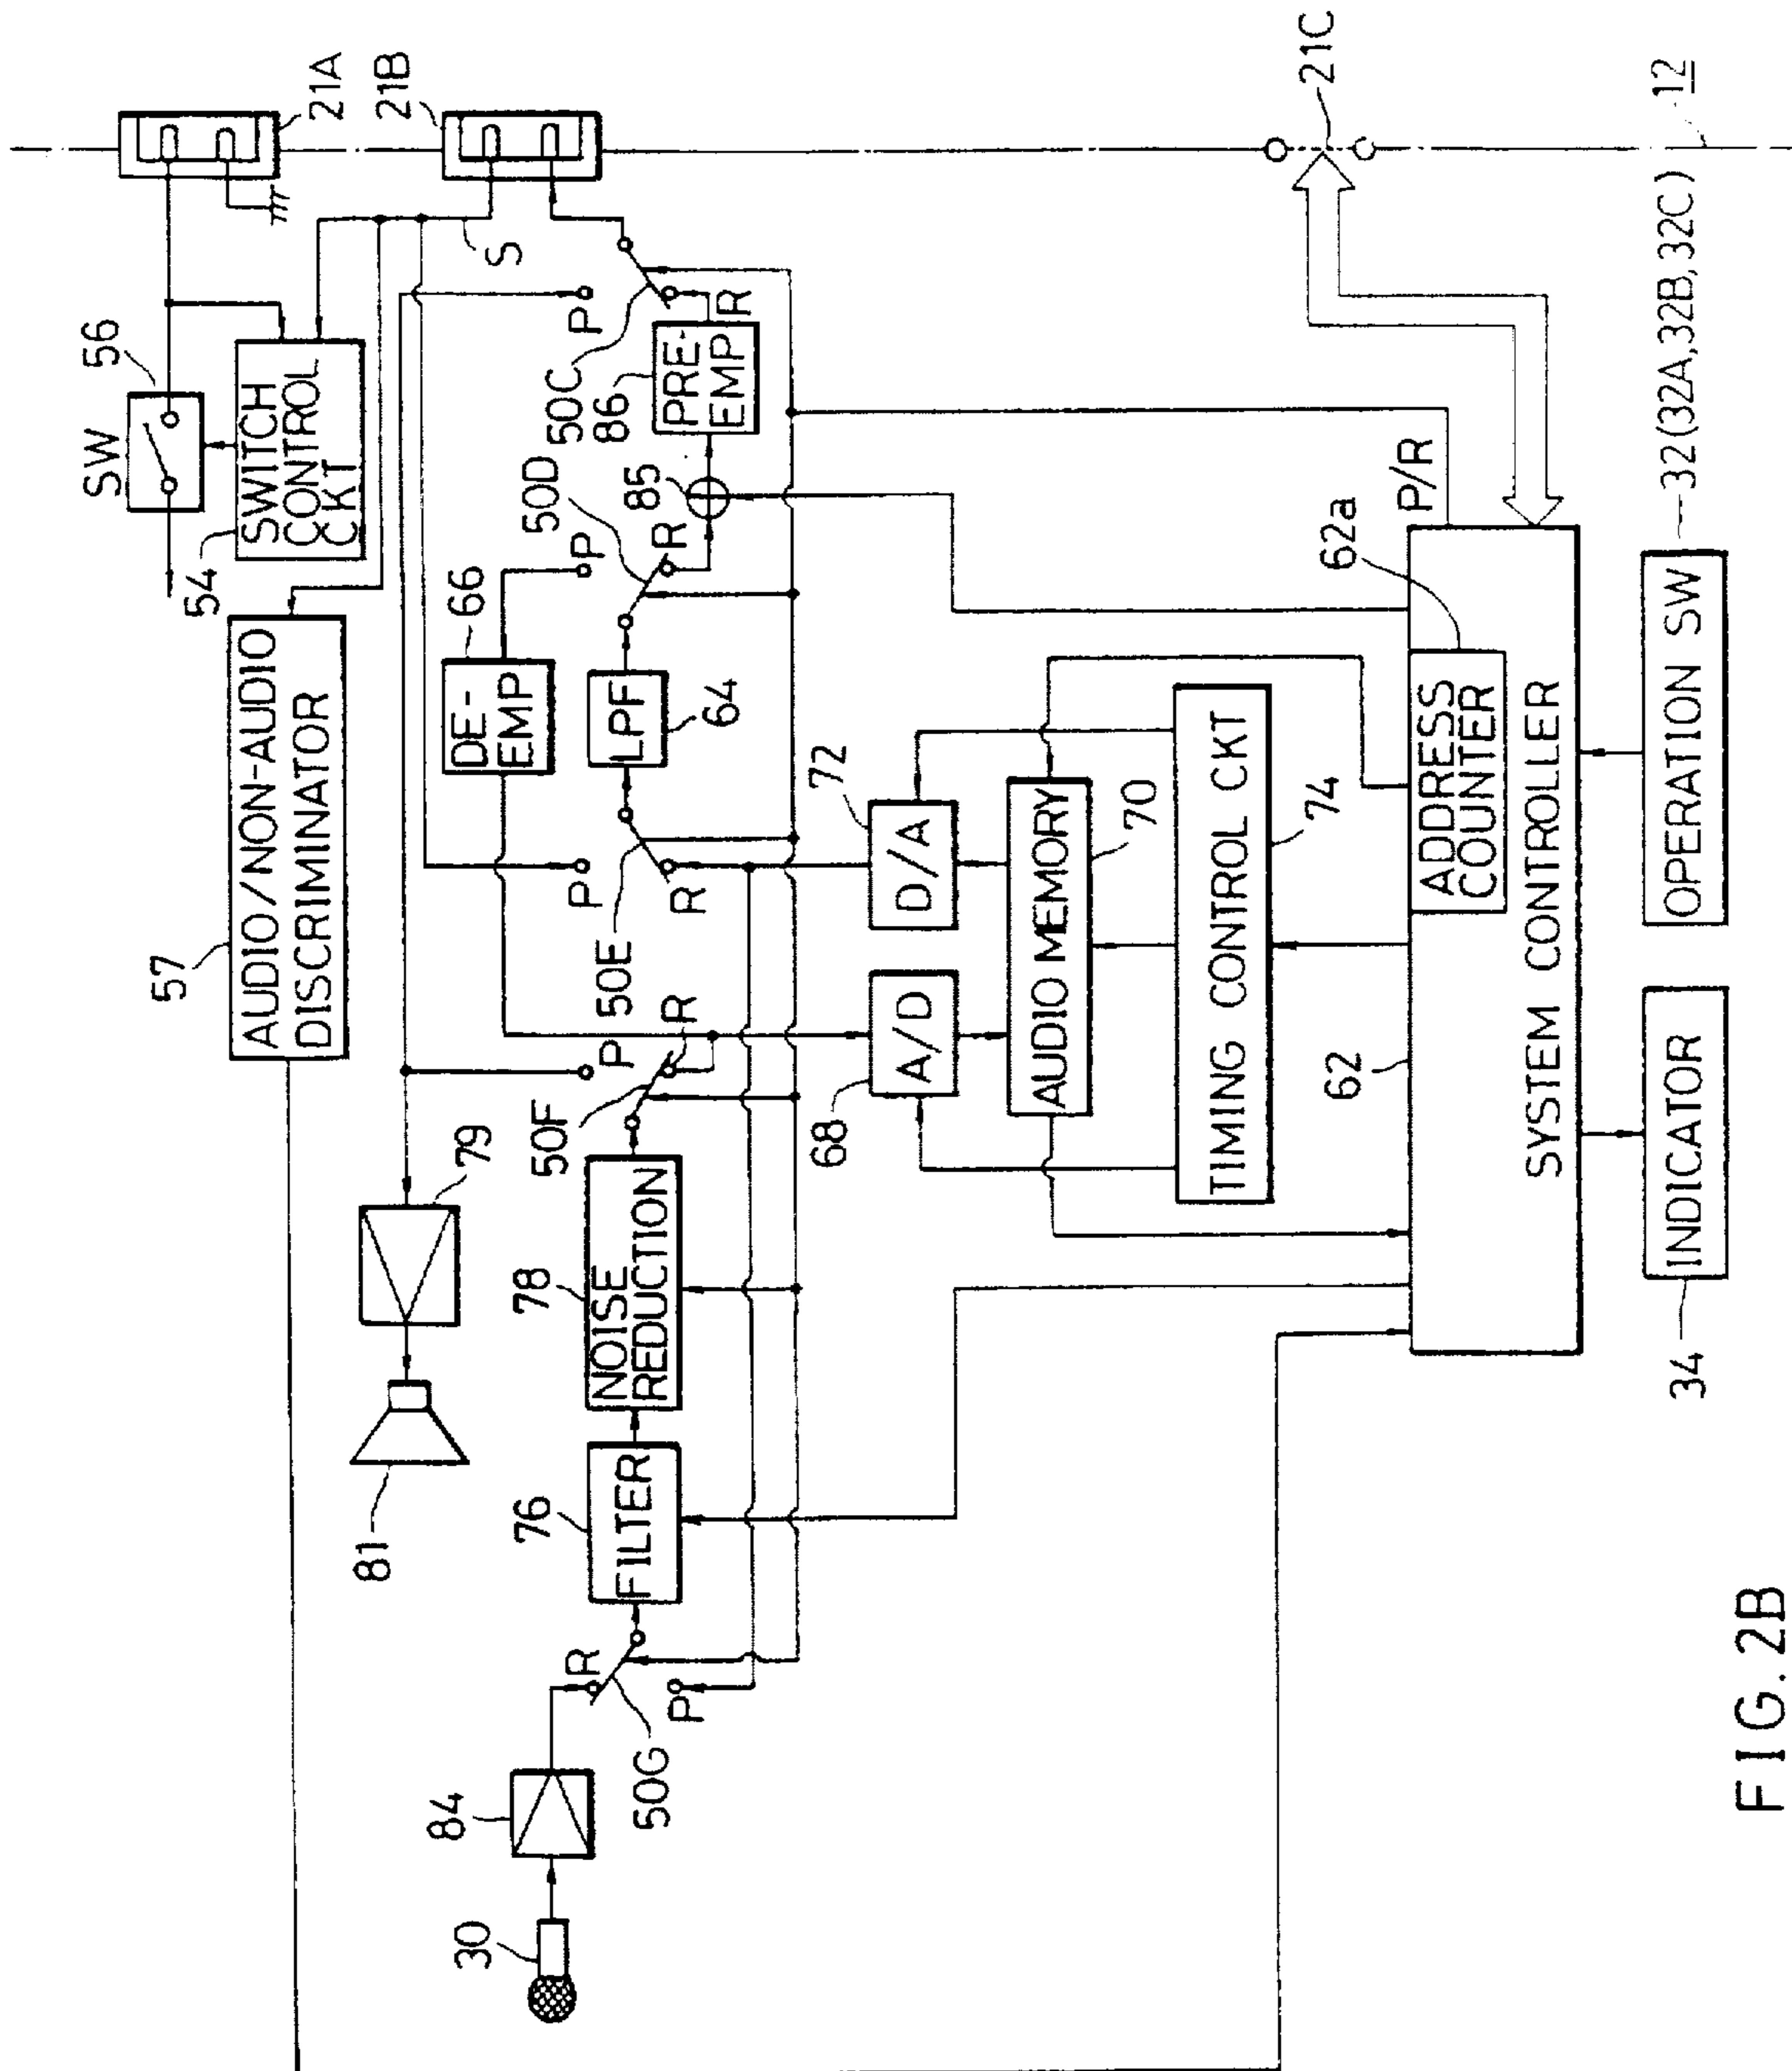 21A
21B
21C
12
56
SW
SWITCH
CONTROL
CKT
54
S
57
AUDIO/NON-AUDIO
DISCRIMINATOR
P
R
50C
86
PRE-
EMP
85
50D
P
R
66
DE-
EMP
LPF
64
P
R
50E
P
R
50F
79
81
78
NOISE
REDUCTION
76
FILTER
R
P
50G
84
30
72
D/A
A/D
68
AUDIO MEMORY
70
TIMING CONTROL CKT
74
P/R
62a
ADDRESS
COUNTER
62
SYSTEM CONTROLLER
OPERATION SW
32(32A,32B,32C)
INDICATOR
34
FIG. 2B